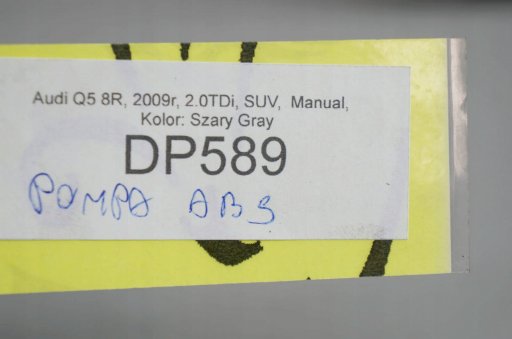 Audi Q5 8R, 2009r, 2.0TDi, SUV, Manual,
Kolor: Szary Gray
DP589
POMPA ABS